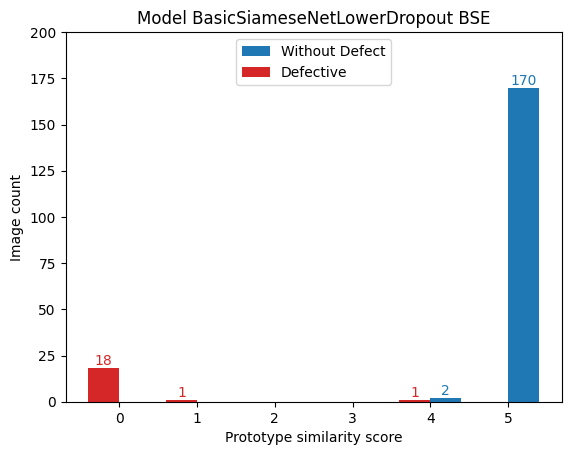 Model BasicSiameseNetLowerDropout BSE
Without Defect
Defective
200
175
150
125
100
75
50
25
0
Image count
18
1
1
2
170
0 1 2 3 4 5
Prototype similarity score